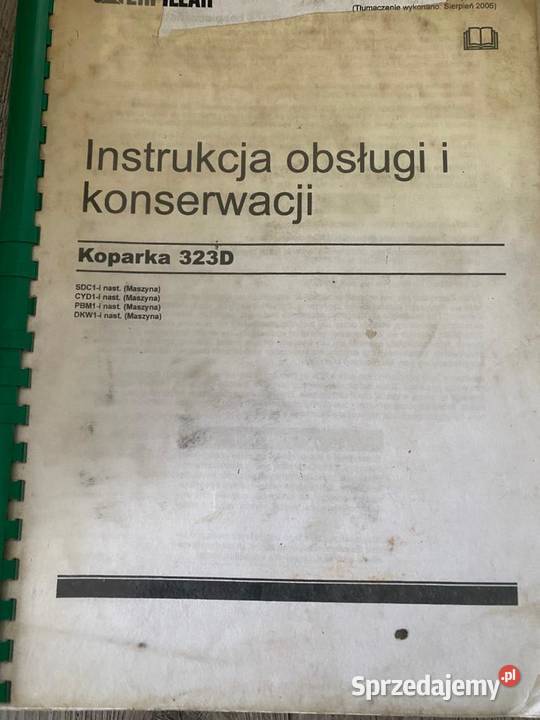 (Tłumaczenie wykonano: Sierpień 2006)
Instrukcja obsługi i
konserwacji
Koparka 323D
SDC1-i nast. (Maszyna)
CYD1-i nast. (Maszyna)
PBM1-i nast. (Maszyna)
DKW1-i nast. (Maszyna)
Sprzedajemy.pl